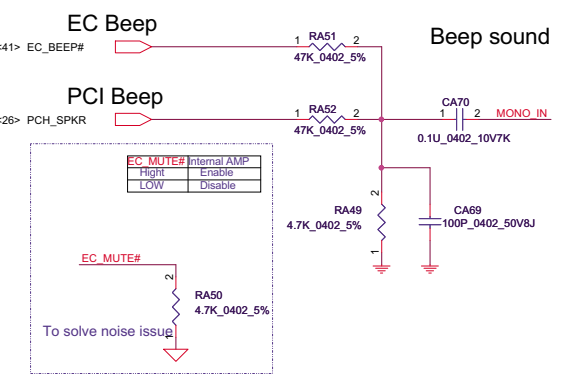 EC Beep
Beep sound
<41> EC_BEEP#
1 RA51 2
47K_0402_5%
PCI Beep
<26> PCH_SPKR
1 RA52 2
47K_0402_5%
CA70
1 2 MONO_IN
0.1U_0402_10V7K
EC_MUTE# Internal AMP
Hight Enable
LOW Disable
2
RA49
4.7K_0402_5%
1
CA69
100P_0402_50V8J
EC_MUTE#
2
RA50
4.7K_0402_5%
1
To solve noise issue